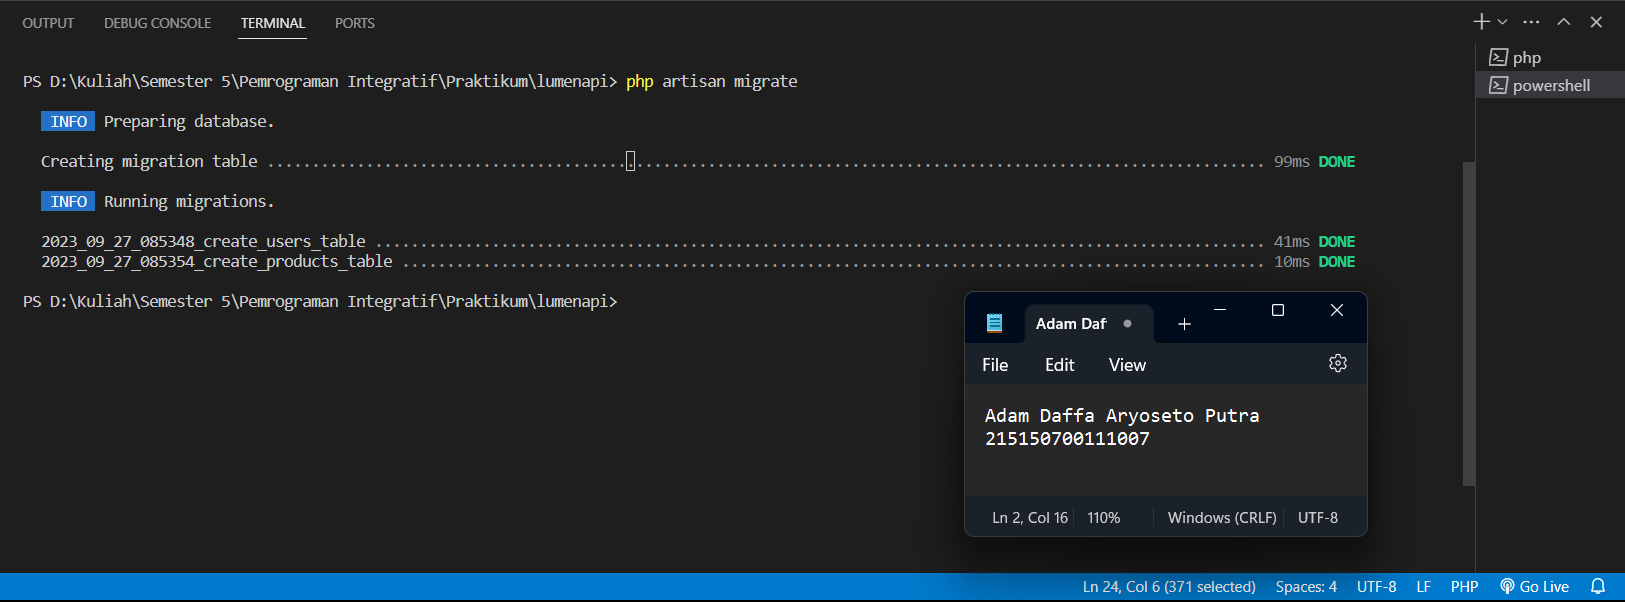 OUTPUT DEBUG CONSOLE TERMINAL PORTS
php
powershell
PS D:\Kuliah\Semester 5\Pemrograman Integratif\Praktikum\lumenapi> php artisan migrate
INFO Preparing database.
Creating migration table ............................................................................................................... 99ms DONE
INFO Running migrations.
2023_09_27_085348_create_users_table ................................................................................................... 41ms DONE
2023_09_27_085354_create_products_table ................................................................................................ 10ms DONE
PS D:\Kuliah\Semester 5\Pemrograman Integratif\Praktikum\lumenapi>
Adam Daf
File Edit View
Adam Daffa Aryoseto Putra
215150700111007
Ln 2, Col 16 110% Windows (CRLF) UTF-8
Ln 24, Col 6 (371 selected) Spaces: 4 UTF-8 LF PHP Go Live